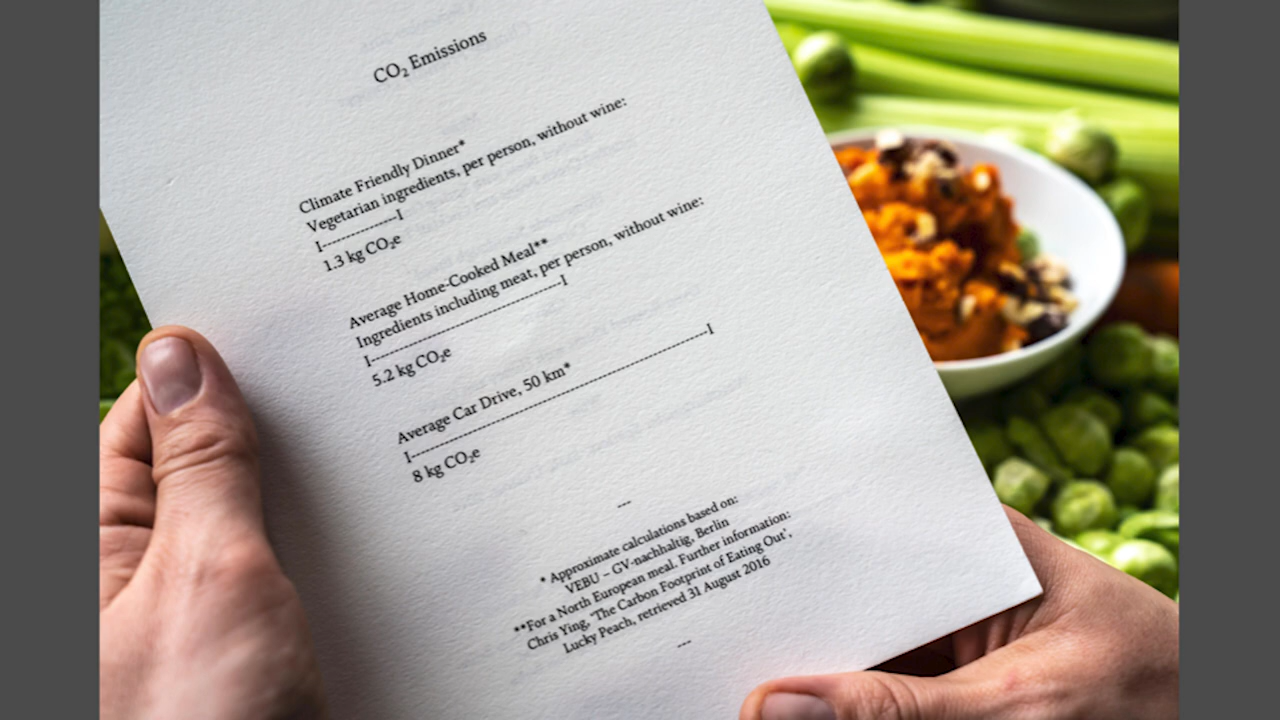 CO₂ Emissions
Climate Friendly Dinner*
Vegetarian ingredients, per person, without wine:
I---------------I
1.3 kg CO₂e
Average Home-Cooked Meal**
Ingredients including meat, per person, without wine:
I----------------------------------------I
5.2 kg CO₂e
Average Car Drive, 50 km*
I-------------------------------------------------------------I
8 kg CO₂e
---
* Approximate calculations based on:
VEBU – GV-nachhaltig, Berlin
**For a North European meal. Further information:
Chris Ying, 'The Carbon Footprint of Eating Out',
Lucky Peach, retrieved 31 August 2016
---